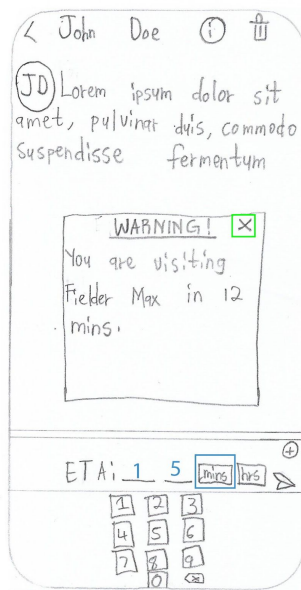 < John Doe i
JD Lorem ipsum dolor sit
amet, pulvinar duis, commodo
suspendisse fermentum
WARNING! X
You are visiting
Fielder Max in 12
mins.
ETA: 1 5 mins hrs
1 2 3
4 5 6
7 8 9
0